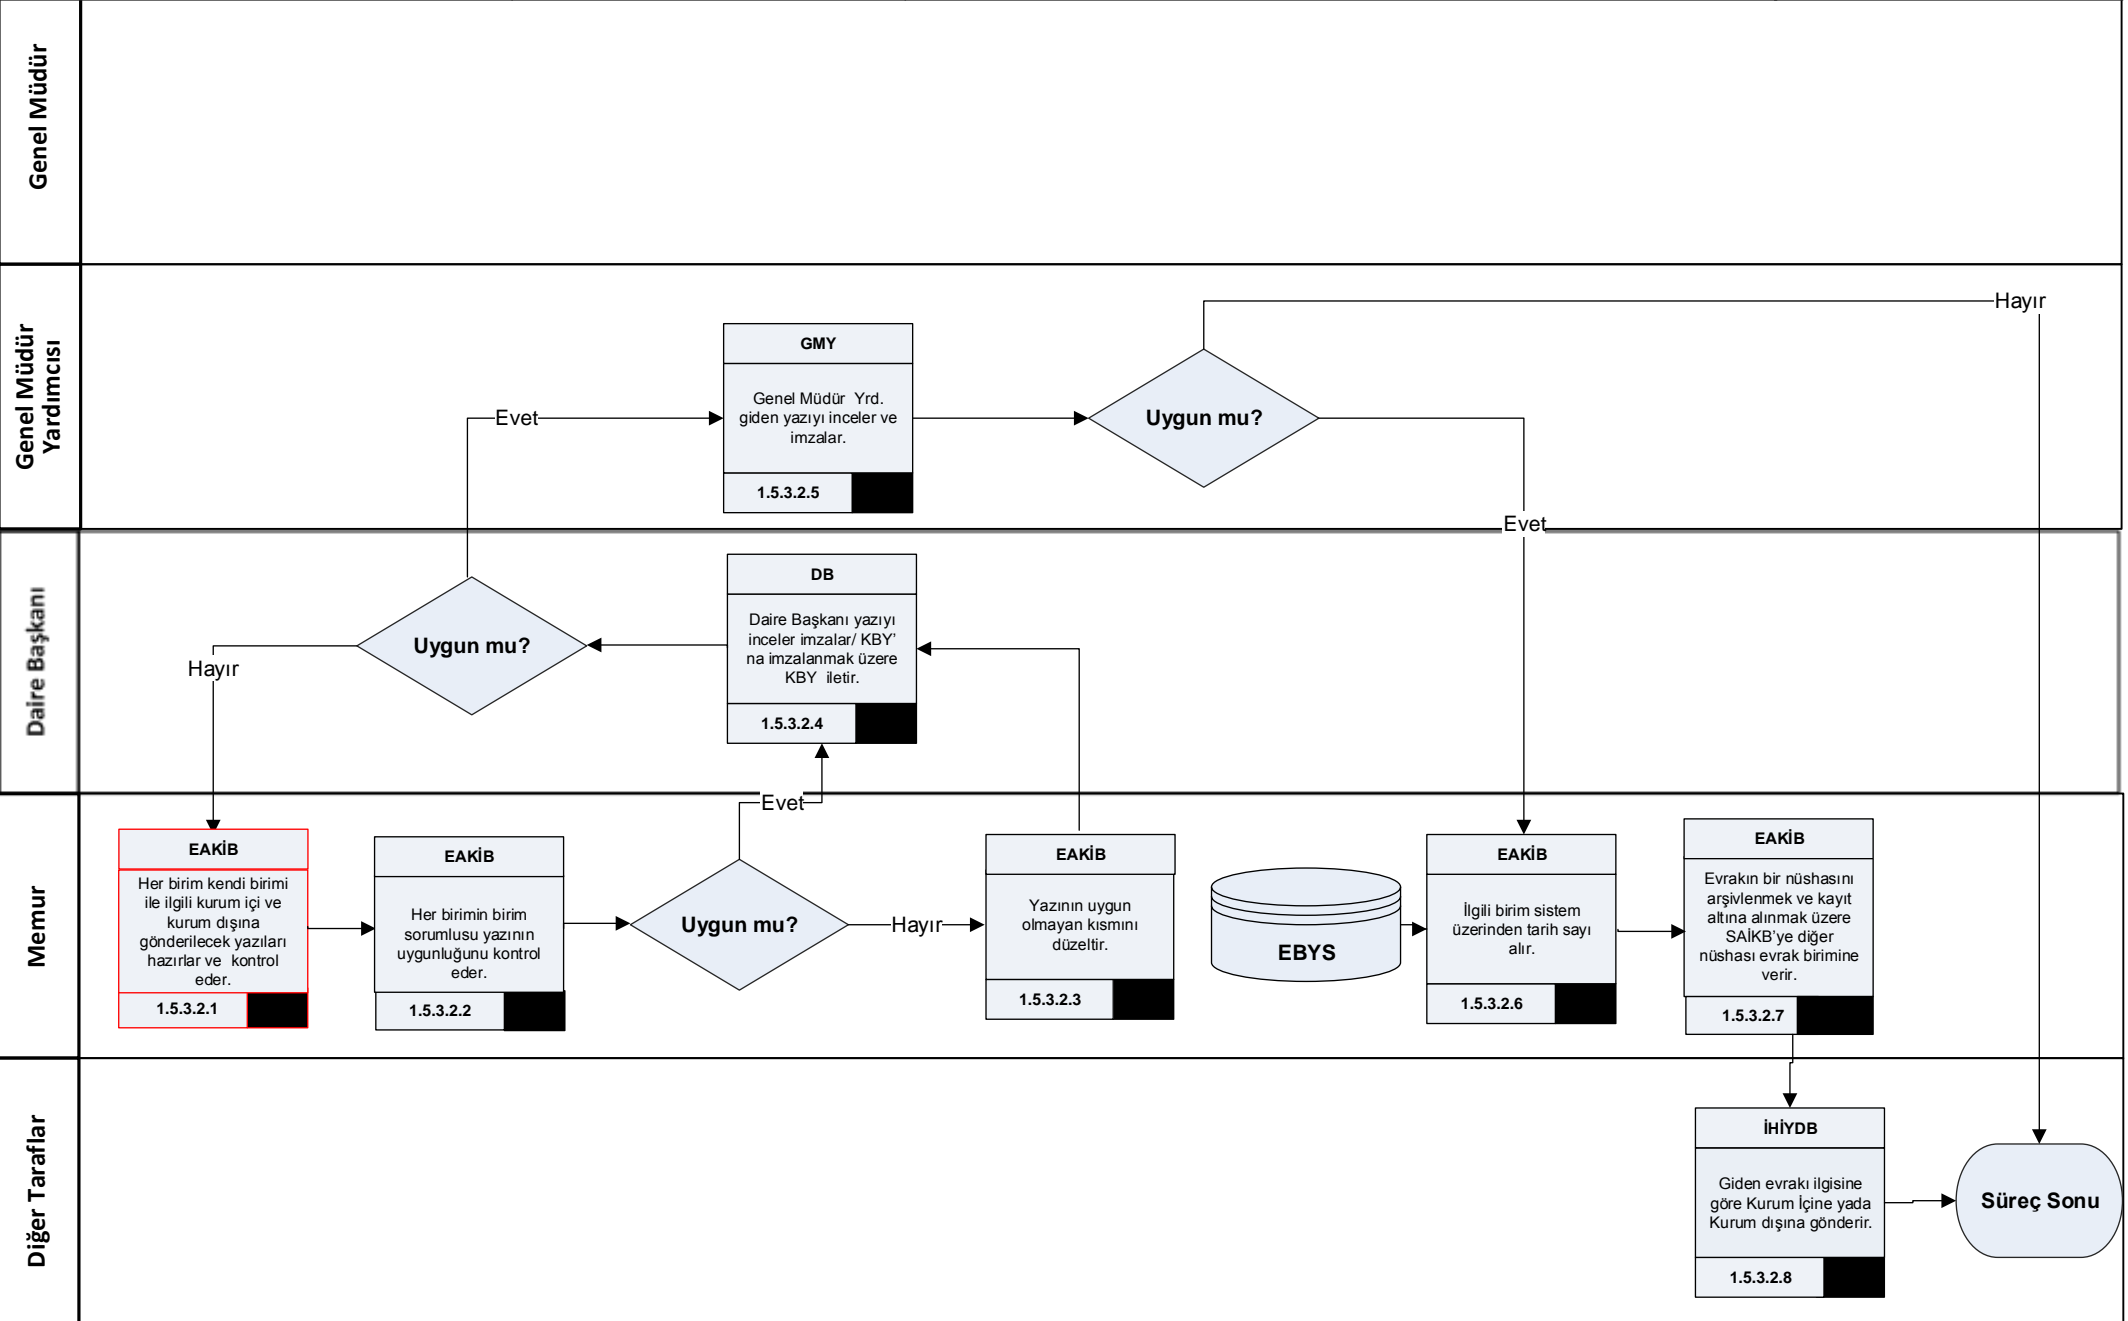 Genel Müdür
Genel Müdür
Yardımcısı
Hayır
GMY
Genel Müdür Yrd.
giden yazıyı inceler ve
imzalar.
1.5.3.2.5
Evet
Uygun mu?
Evet
Daire Başkanı
DB
Daire Başkanı yazıyı
inceler imzalar/ KBY'
na imzalanmak üzere
KBY iletir.
1.5.3.2.4
Uygun mu?
Hayır
Evet
Memur
EAKİB
Her birim kendi birimi
ile ilgili kurum içi ve
kurum dışına
gönderilecek yazıları
hazırlar ve kontrol
eder.
1.5.3.2.1
EAKİB
Her birimin birim
sorumlusu yazının
uygunluğunu kontrol
eder.
1.5.3.2.2
Uygun mu?
Hayır
EAKİB
Yazının uygun
olmayan kısmını
düzeltir.
1.5.3.2.3
EBYS
EAKİB
İlgili birim sistem
üzerinden tarih sayı
alır.
1.5.3.2.6
EAKİB
Evrakın bir nüshasını
arşivlenmek ve kayıt
altına alınmak üzere
SAİKB'ye diğer
nüshası evrak birimine
verir.
1.5.3.2.7
Diğer Taraflar
İHİYDB
Giden evrakı ilgisine
göre Kurum İçine yada
Kurum dışına gönderir.
1.5.3.2.8
Süreç Sonu